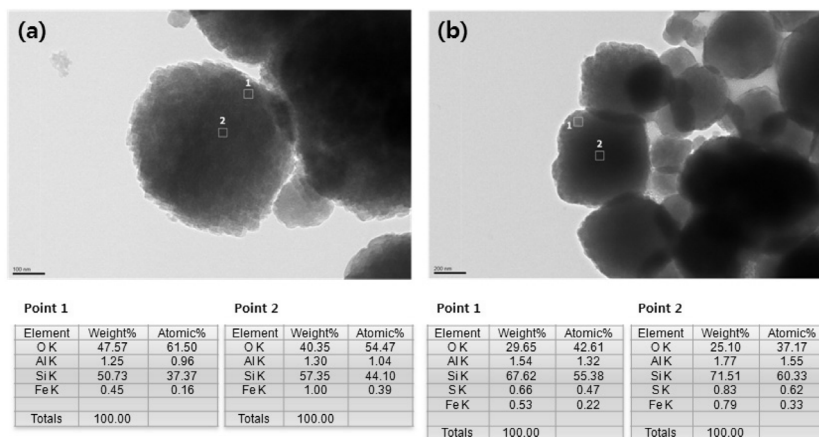 (a)
1
2
100 nm
(b)
1
2
200 nm
Point 1
Element Weight% Atomic%
O K 47.57 61.50
Al K 1.25 0.96
Si K 50.73 37.37
Fe K 0.45 0.16
Totals 100.00
Point 2
Element Weight% Atomic%
O K 40.35 54.47
Al K 1.30 1.04
Si K 57.35 44.10
Fe K 1.00 0.39
Totals 100.00
Point 1
Element Weight% Atomic%
O K 29.65 42.61
Al K 1.54 1.32
Si K 67.62 55.38
S K 0.66 0.47
Fe K 0.53 0.22
Totals 100.00
Point 2
Element Weight% Atomic%
O K 25.10 37.17
Al K 1.77 1.55
Si K 71.51 60.33
S K 0.83 0.62
Fe K 0.79 0.33
Totals 100.00